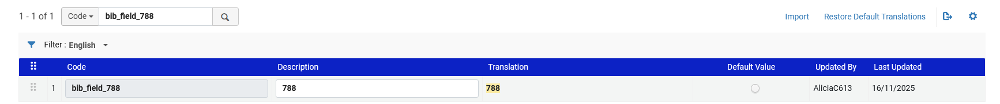 1 - 1 of 1 Code bib_field_788 Import Restore Default Translations
Filter : English
Code Description Translation Default Value Updated By Last Updated
1 bib_field_788 788 788 AliciaC613 16/11/2025